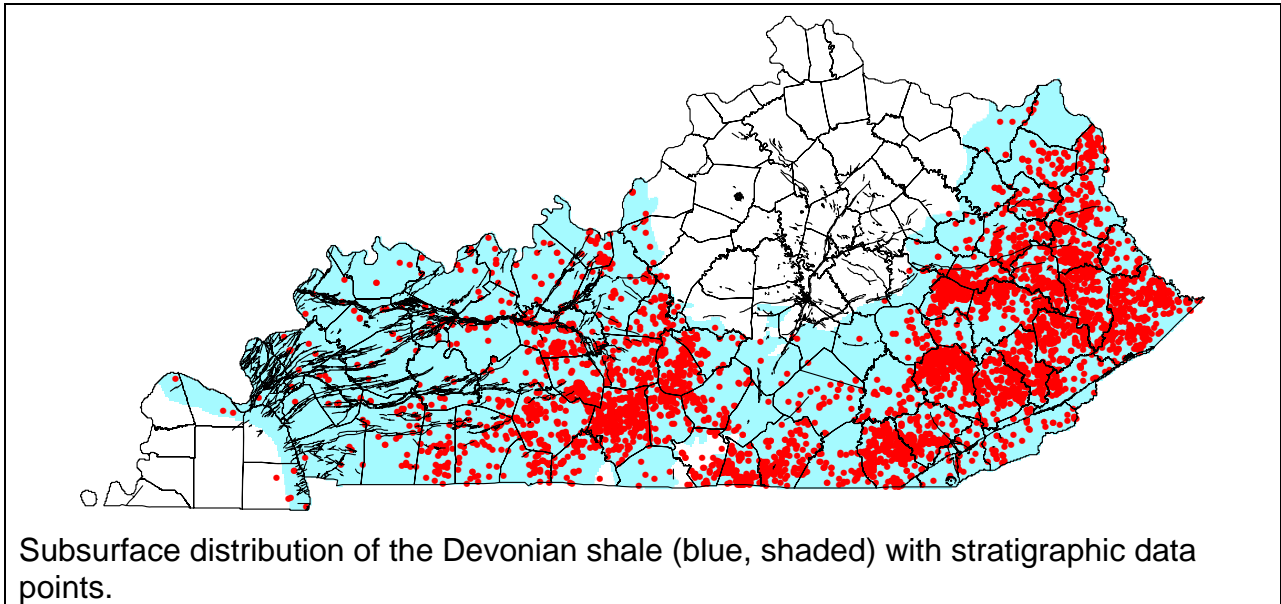 Subsurface distribution of the Devonian shale (blue, shaded) with stratigraphic data
points.